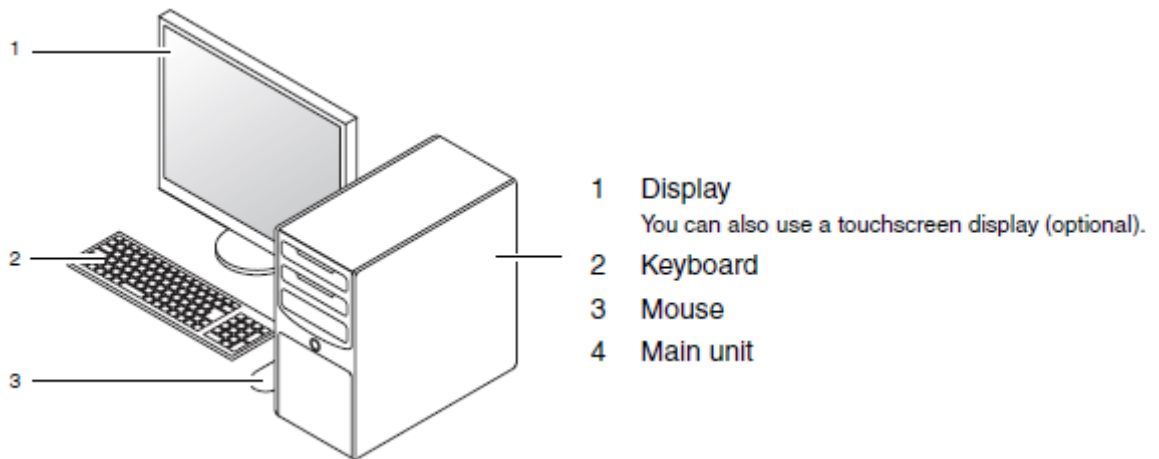 1
2
3
1 Display
You can also use a touchscreen display (optional).
2 Keyboard
3 Mouse
4 Main unit